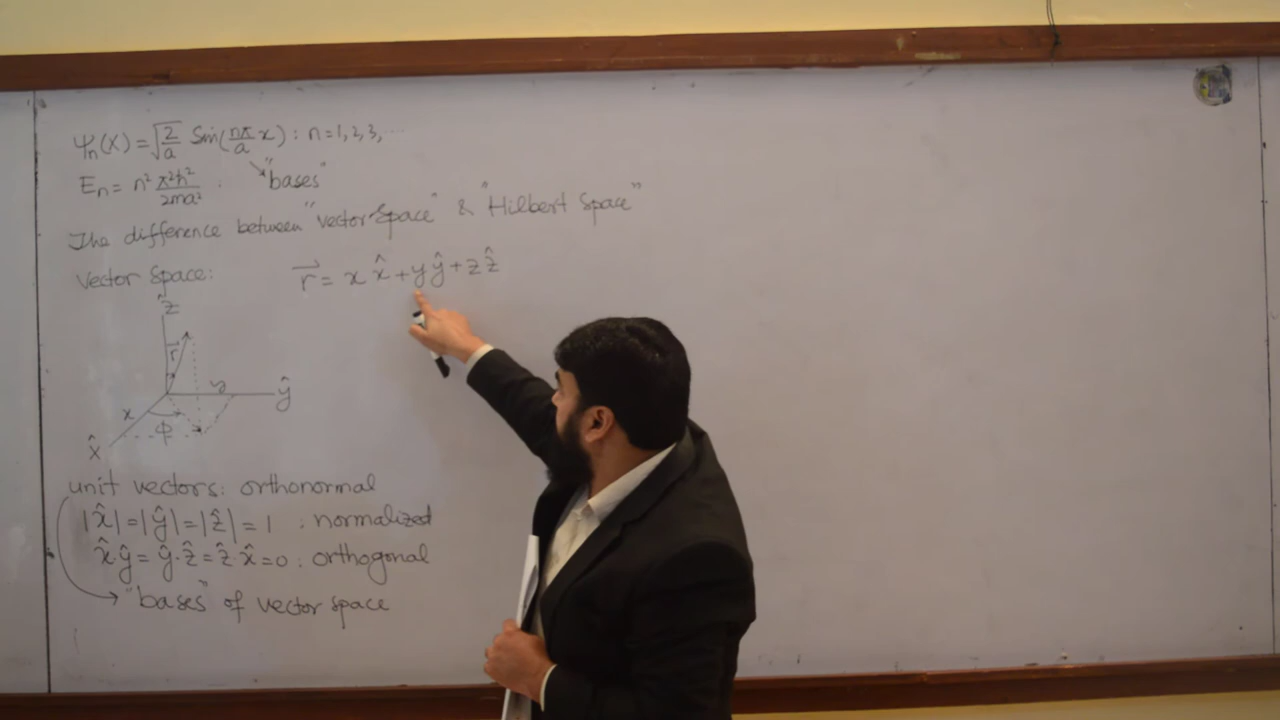 ψₙ(x) = √(2/a) Sin(nπ/a x) : n = 1, 2, 3, ...
Eₙ = n² π²ħ²/2ma² : "bases"
The difference between "vector space" & "Hilbert Space"
Vector Space: r⃗ = x x̂ + y ŷ + z ẑ
ẑ
r⃗
y
ŷ
x
φ
x̂
unit vectors: orthonormal
|x̂| = |ŷ| = |ẑ| = 1 : normalized
x̂·ŷ = ŷ·ẑ = ẑ·x̂ = 0 : orthogonal
"bases" of vector space